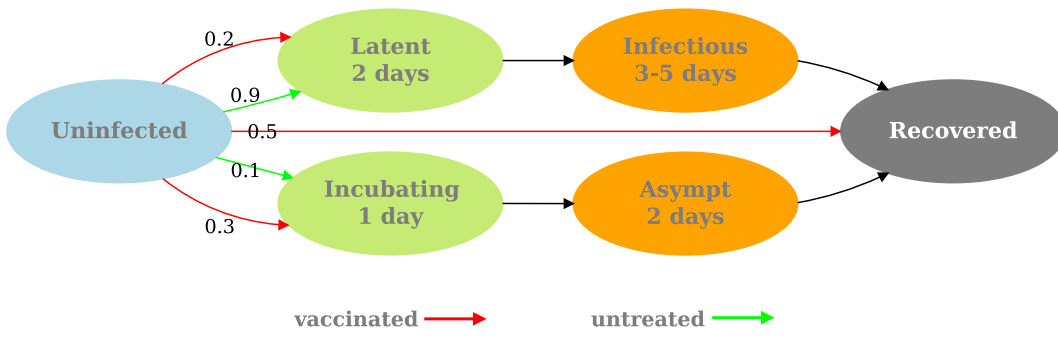 0.2
Latent
2 days
Infectious
3-5 days
0.9
Uninfected
0.5
Recovered
0.1
Incubating
1 day
Asympt
2 days
0.3
vaccinated
untreated